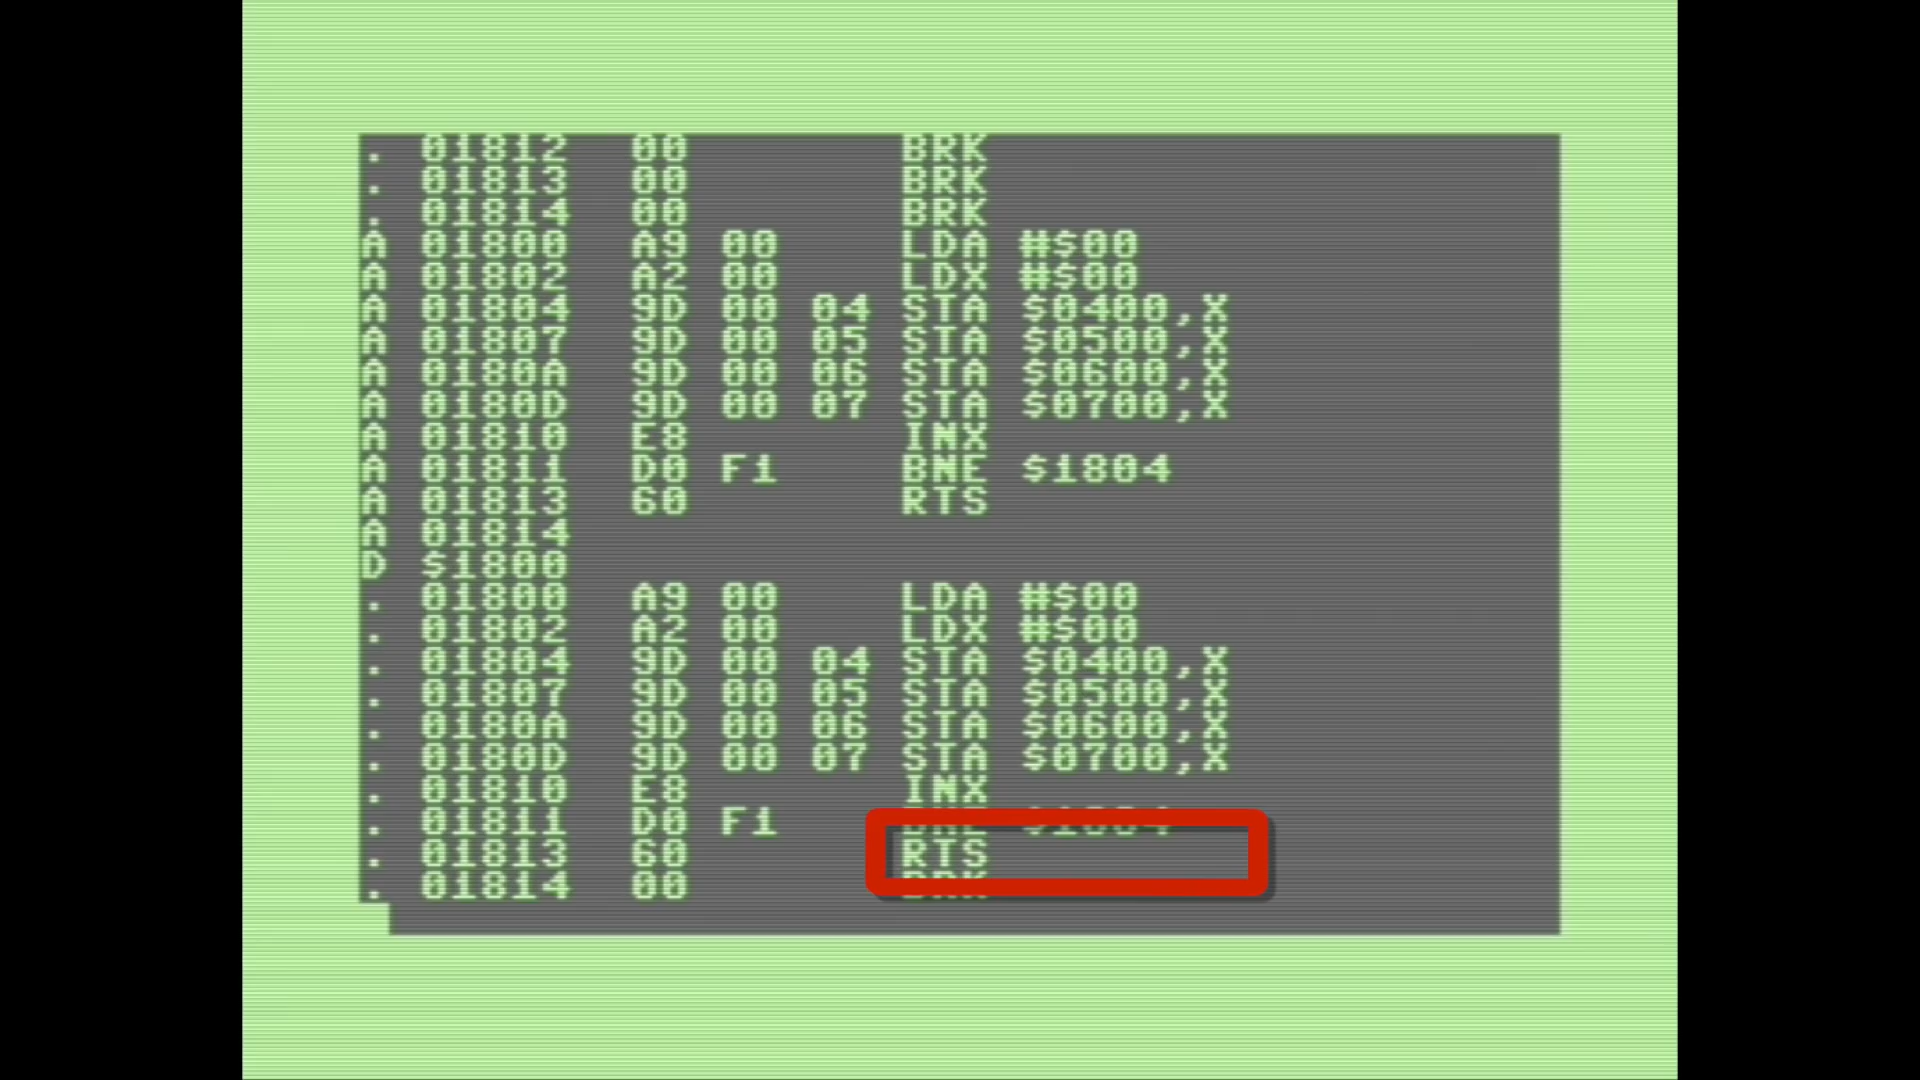 . 01812 00 BRK
. 01813 00 BRK
. 01814 00 BRK
A 01800 A9 00 LDA #$00
A 01802 A2 00 LDX #$00
A 01804 9D 00 04 STA $0400,X
A 01807 9D 00 05 STA $0500,X
A 0180A 9D 00 06 STA $0600,X
A 0180D 9D 00 07 STA $0700,X
A 01810 E8 INX
A 01811 D0 F1 BNE $1804
A 01813 60 RTS
A 01814
D $1800
. 01800 A9 00 LDA #$00
. 01802 A2 00 LDX #$00
. 01804 9D 00 04 STA $0400,X
. 01807 9D 00 05 STA $0500,X
. 0180A 9D 00 06 STA $0600,X
. 0180D 9D 00 07 STA $0700,X
. 01810 E8 INX
. 01811 D0 F1 BNE $1804
. 01813 60 RTS
. 01814 00 BRK